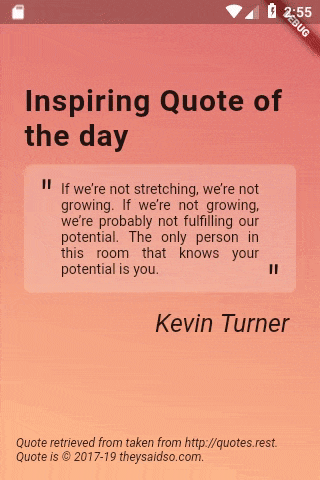 2:55
DEBUG
Inspiring Quote of
the day
"
If we're not stretching, we're not
growing. If we're not growing,
we're probably not fulfilling our
potential. The only person in
this room that knows your
potential is you.
"
Kevin Turner
Quote retrieved from taken from http://quotes.rest.
Quote is © 2017-19 theysaidso.com.